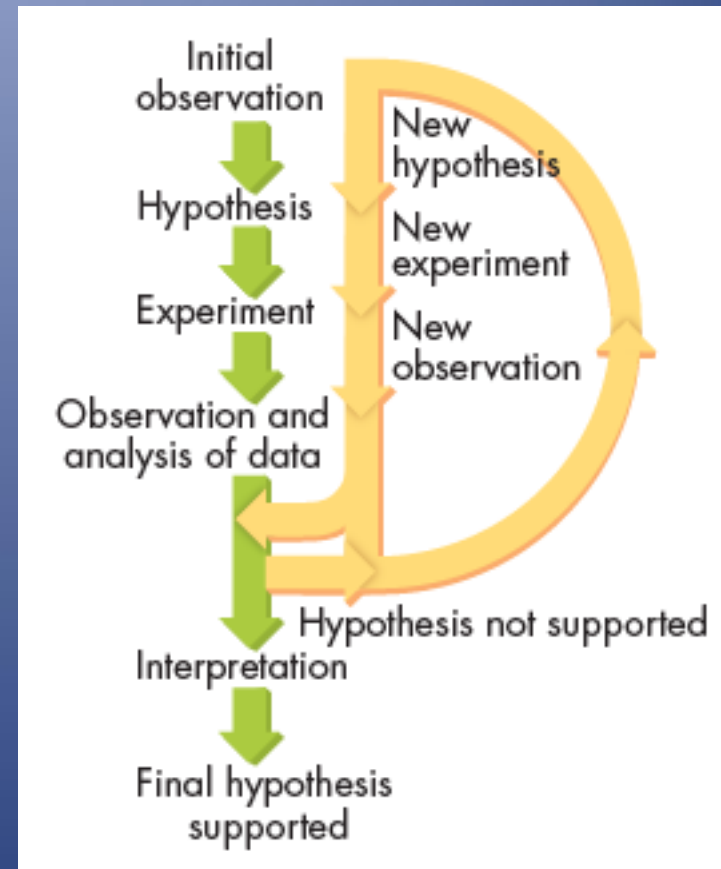 Initial
observation
Hypothesis
Experiment
Observation and
analysis of data
Interpretation
Final hypothesis
supported
New
hypothesis
New
experiment
New
observation
Hypothesis not supported